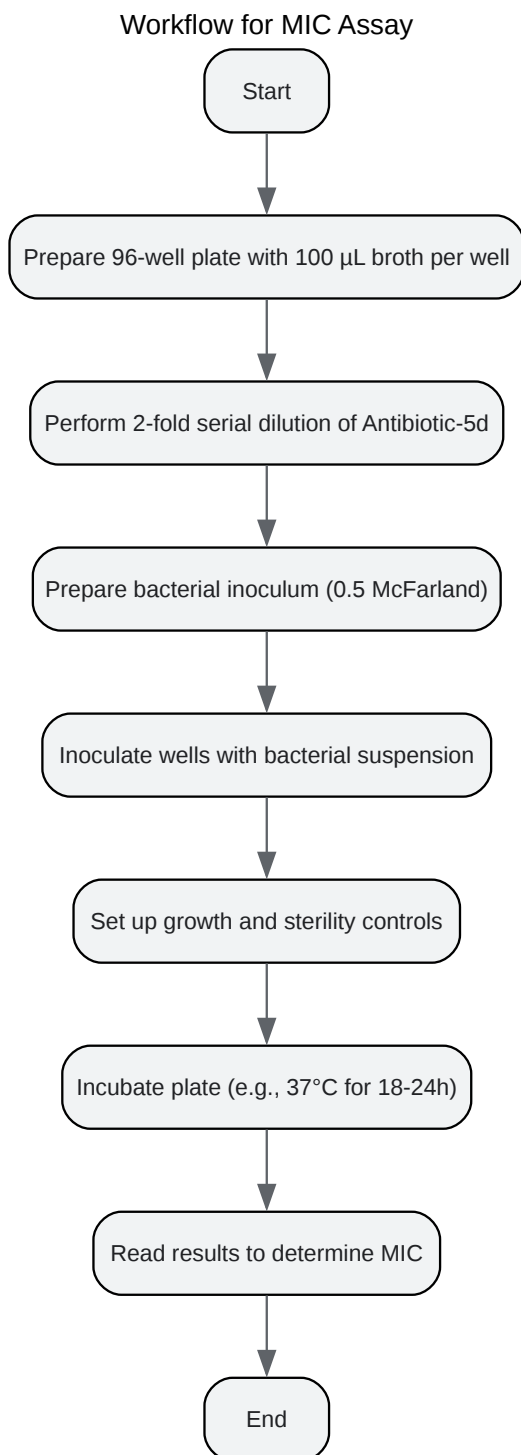 Workflow for MIC Assay
Start
Prepare 96-well plate with 100 µL broth per well
Perform 2-fold serial dilution of Antibiotic-5d
Prepare bacterial inoculum (0.5 McFarland)
Inoculate wells with bacterial suspension
Set up growth and sterility controls
Incubate plate (e.g., 37°C for 18-24h)
Read results to determine MIC
End